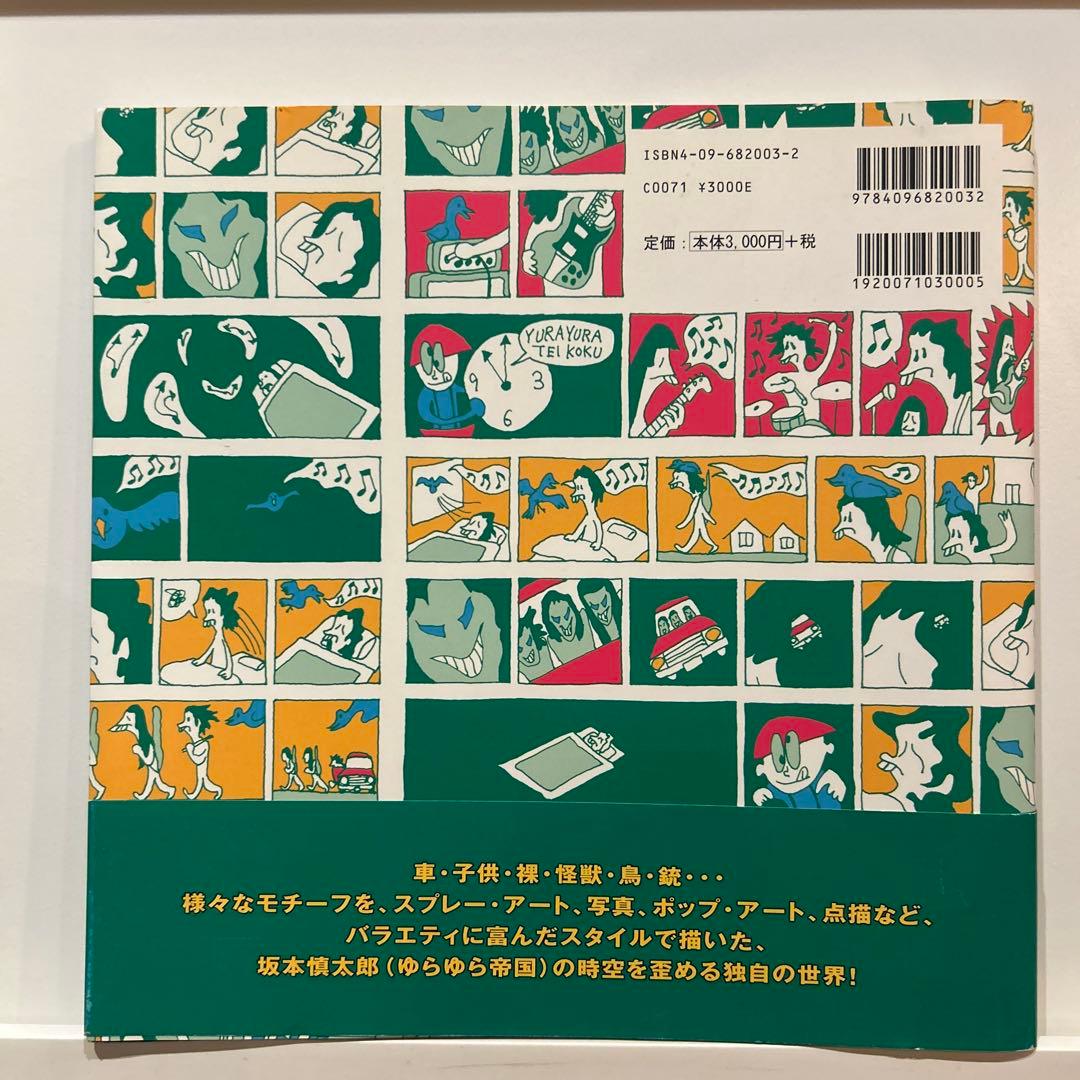 ISBN4-09-682003-2
C0071 ¥3000E
9784096820032
定価：本体3,000円+税
1920071030005
YURAYURA
TEIKOKU
9
3
6
車・子供・裸・怪獣・鳥・銃・・・
様々なモチーフを、スプレー・アート、写真、ポップ・アート、点描など、
バラエティに富んだスタイルで描いた、
坂本慎太郎（ゆらゆら帝国）の時空を歪める独自の世界！